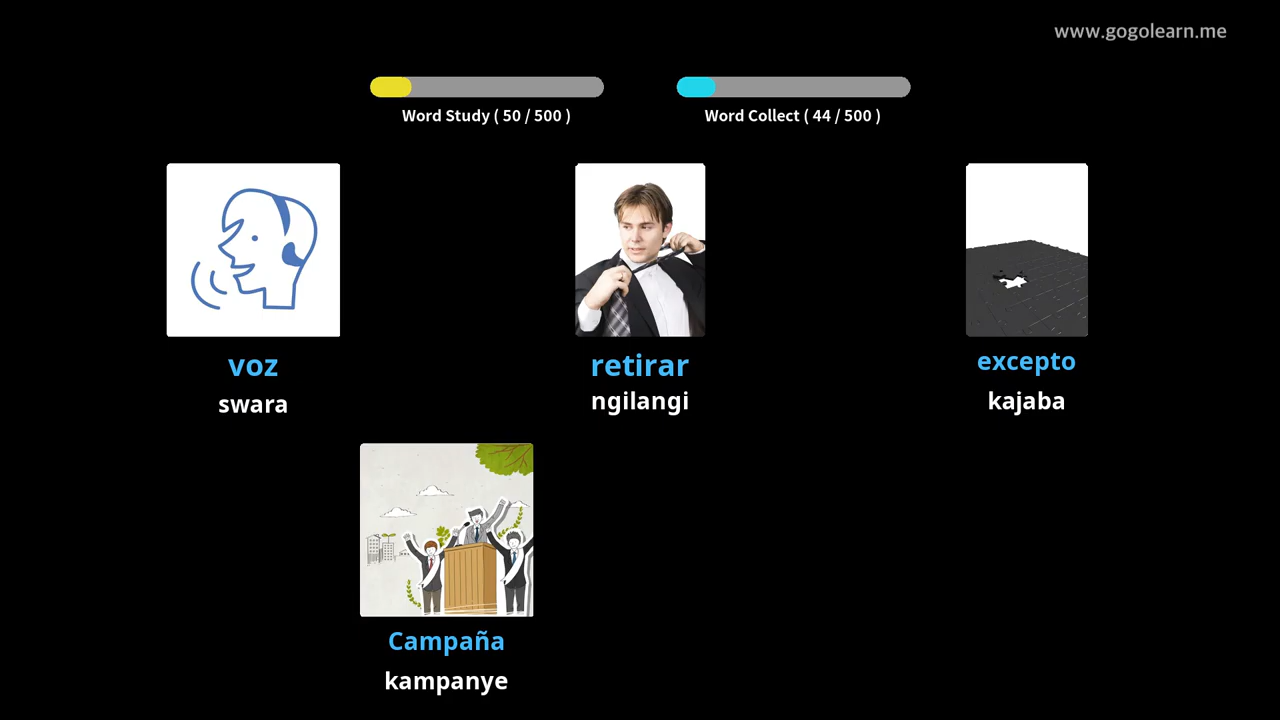 www.gogolearn.me
Word Study ( 50 / 500 )
Word Collect ( 44 / 500 )
voz
swara
retirar
ngilangi
excepto
kajaba
Campaña
kampanye